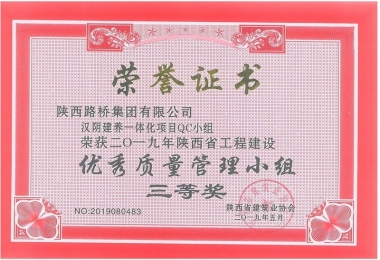 荣誉证书
陕西路桥集团有限公司
汉阴建养一体化项目QC小组
荣获二〇一九年陕西省工程建设
优秀质量管理小组
三等奖
NO:2019080483
陕西省建筑业协会
二〇一九年五月